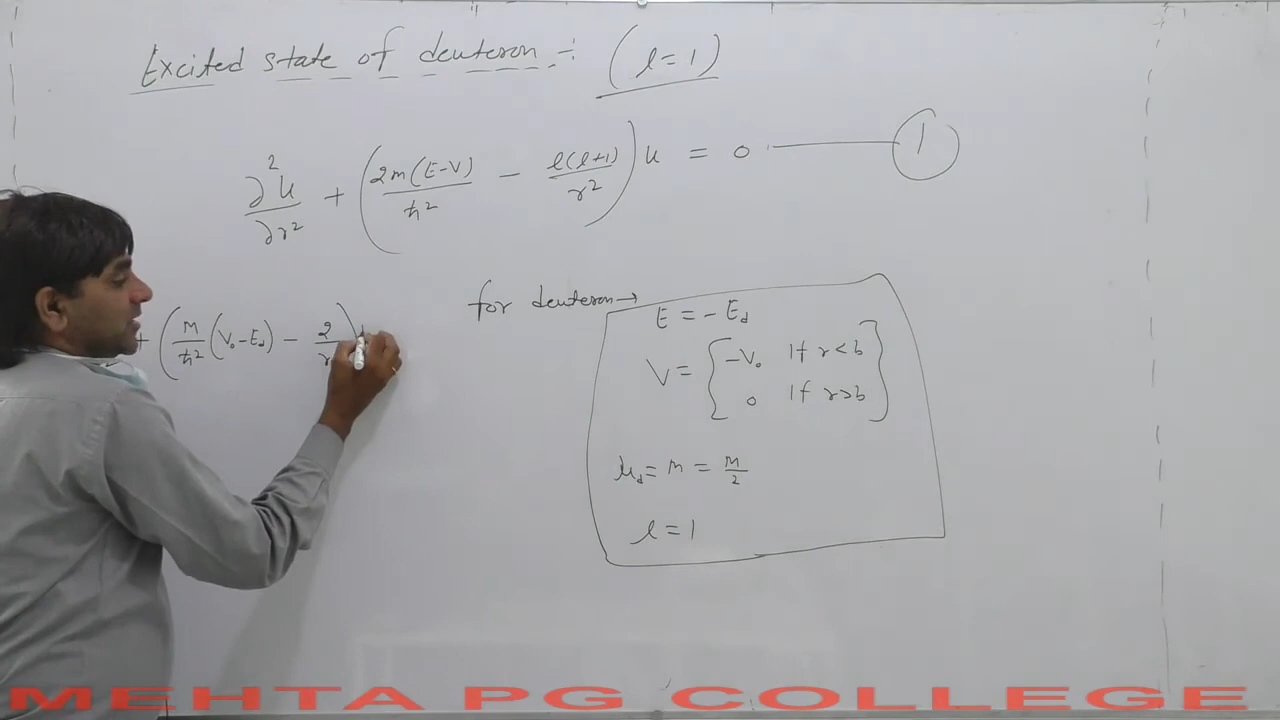 Excited state of deuteron :- (l=1)
∂²u/∂r² + (2m(E-V)/ħ² - l(l+1)/r²) u = 0 — 1
for deuteron →
E = -E_d
V = { -V₀ If r<b
0 If r>b }
+ (M/ħ² (V₀-E_d) - 2/r
μ_d = m = M/2
l = 1
MEHTA PG COLLEGE